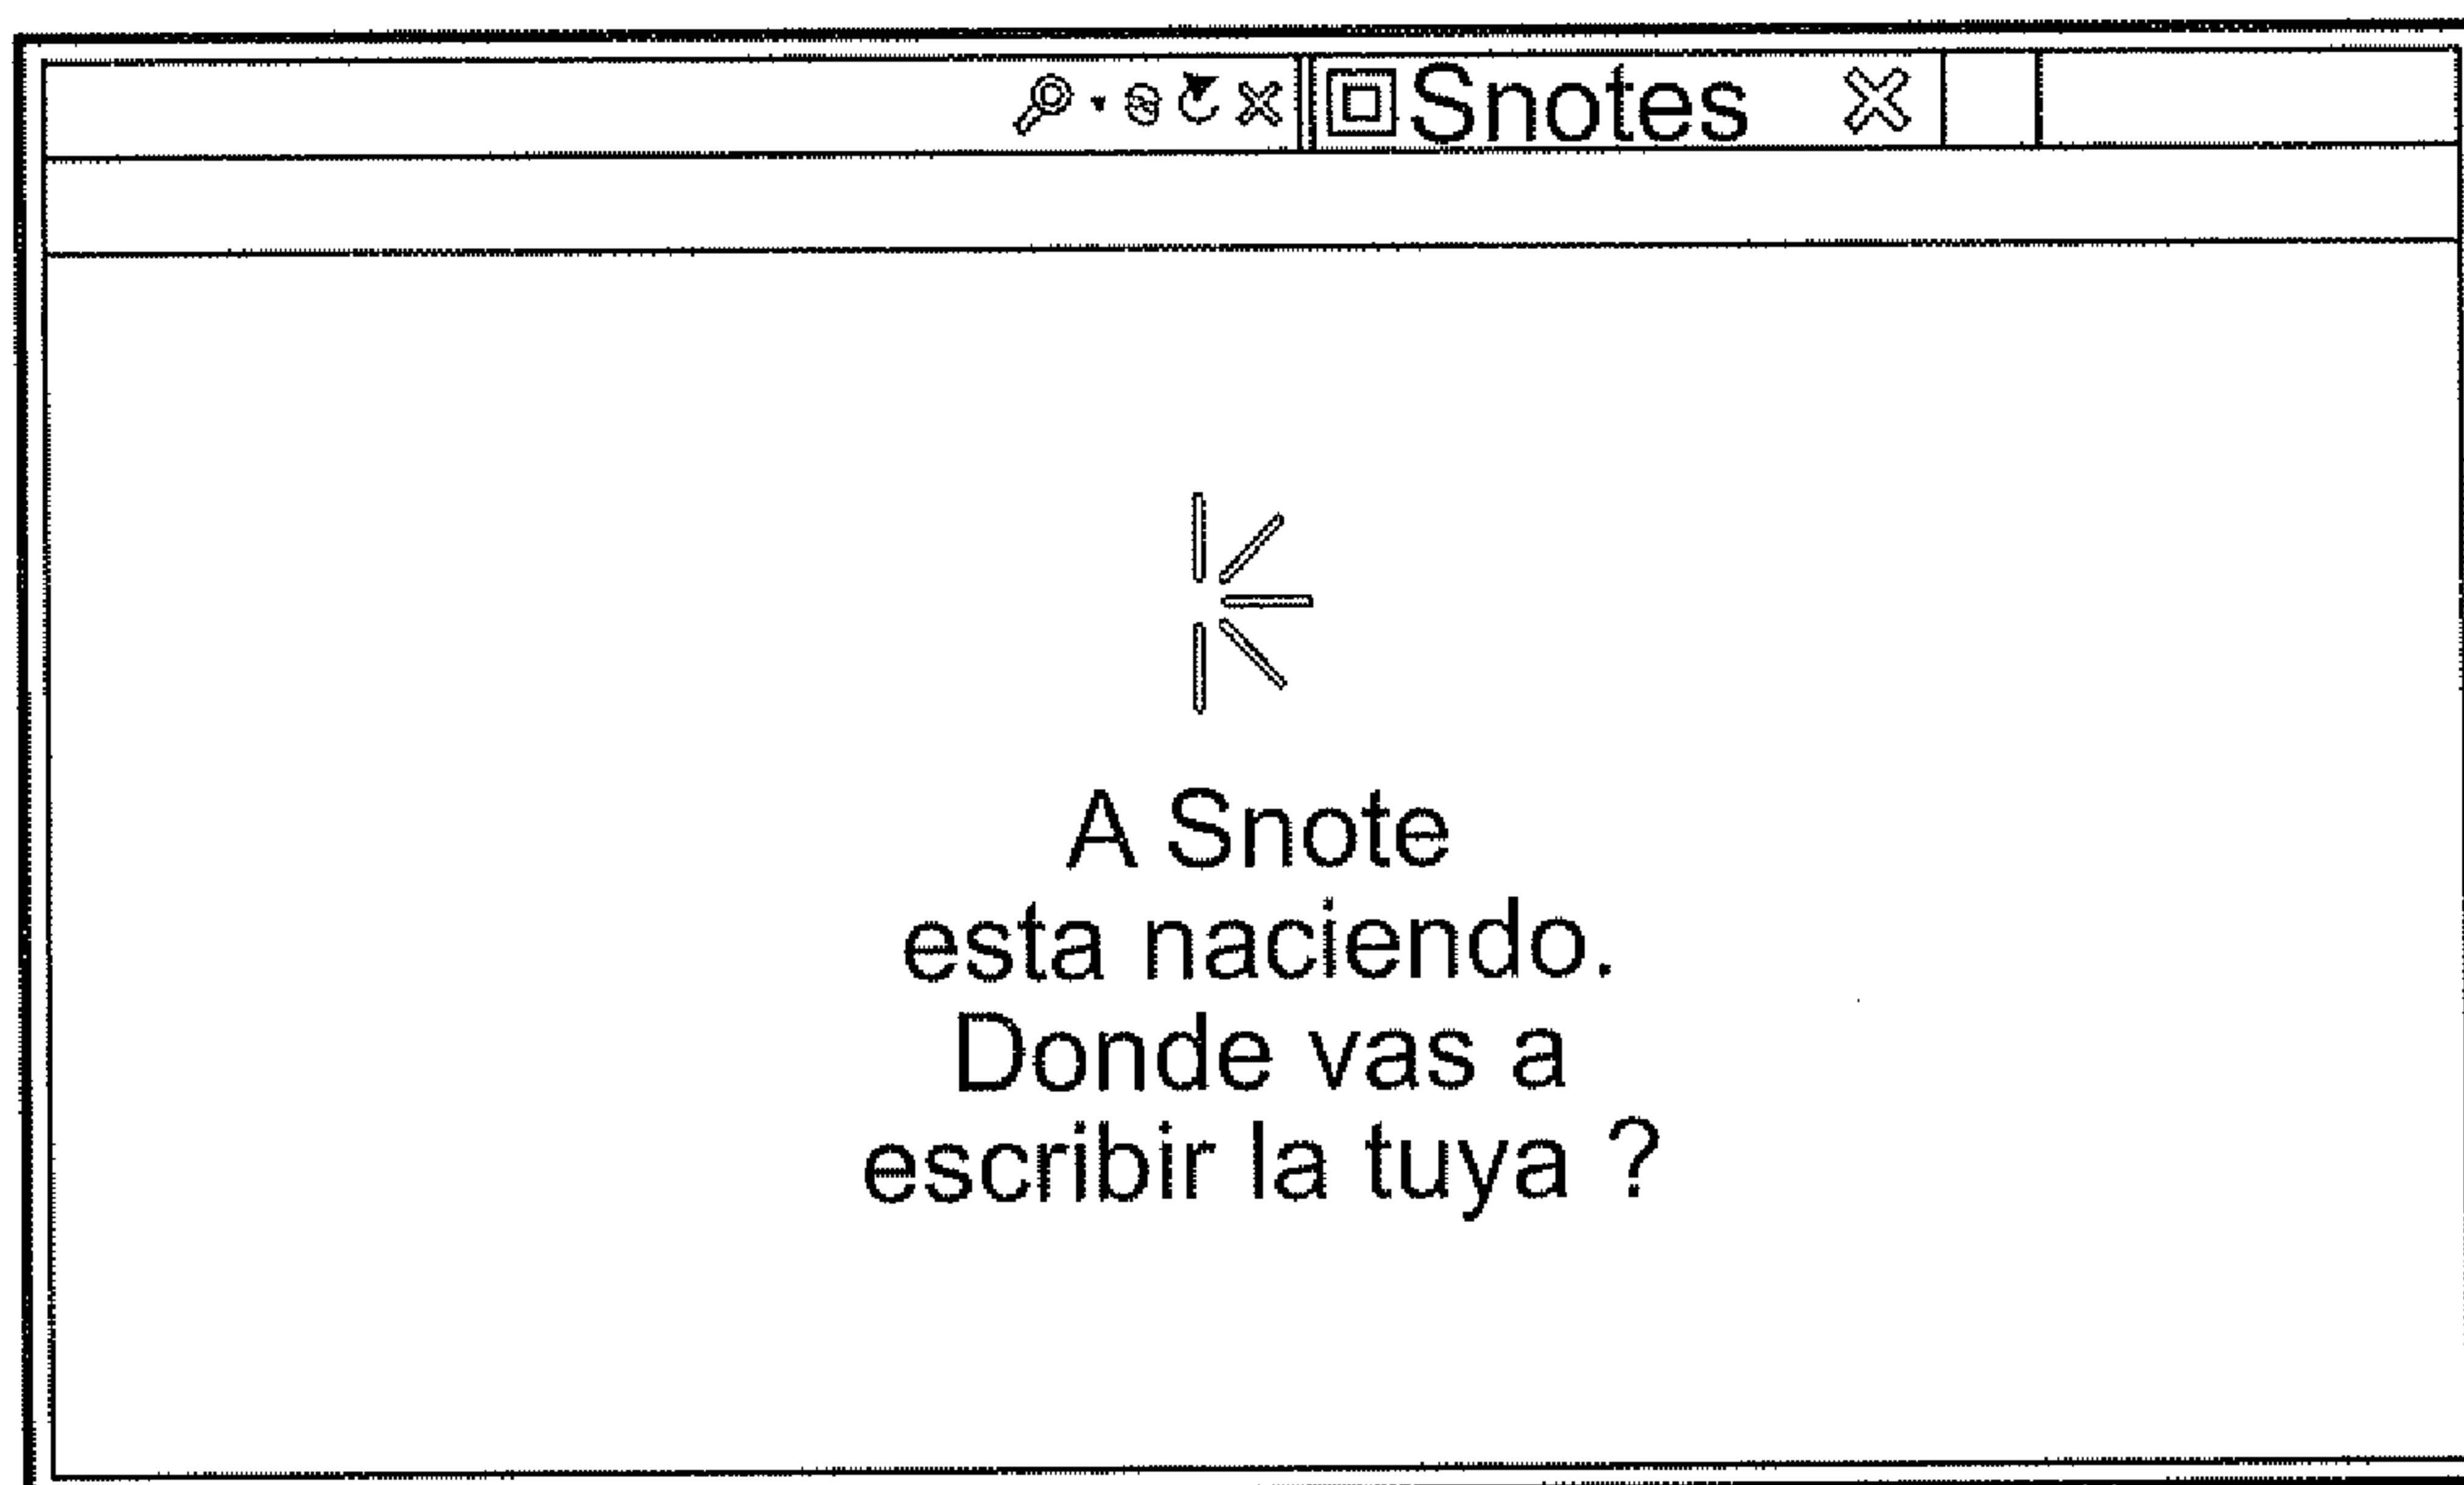 Snotes
A Snote
esta naciendo.
Donde vas a
escribir la tuya ?